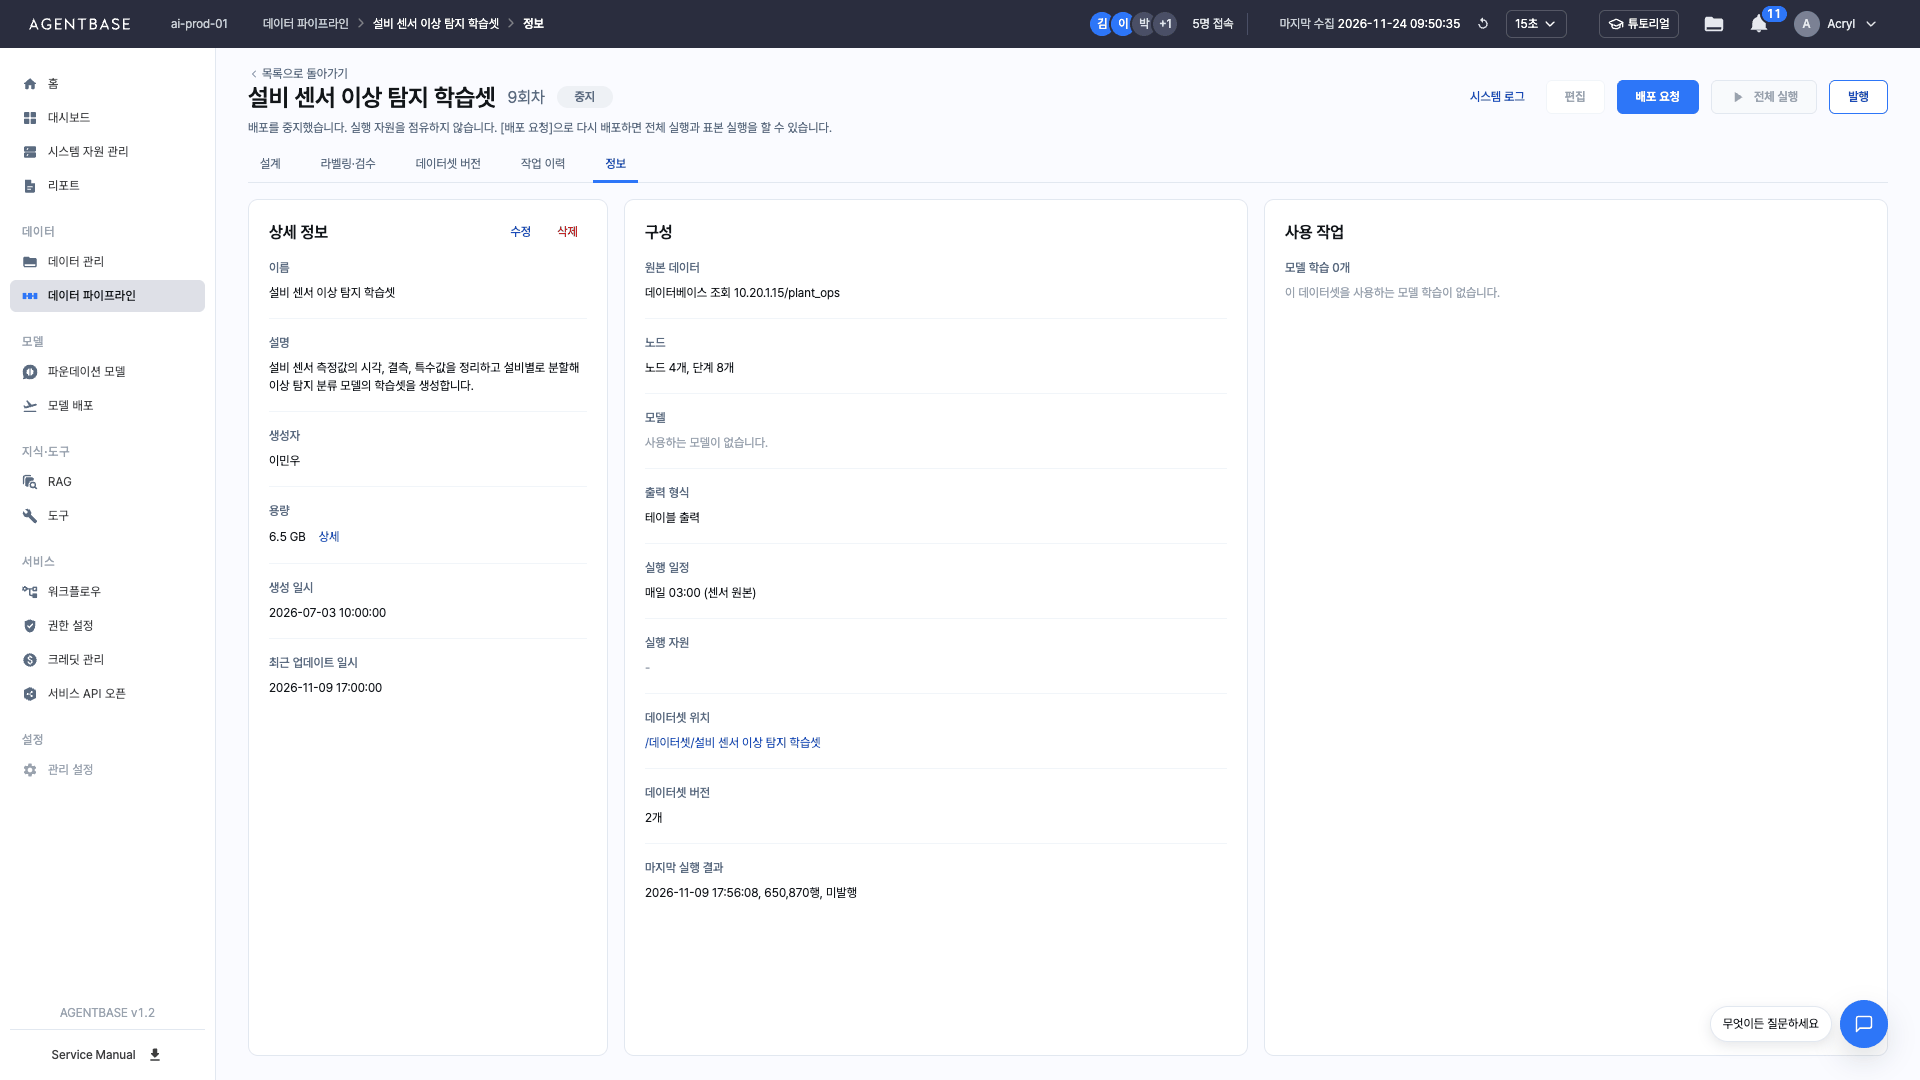 AGENTBASE
ai-prod-01
데이터 파이프라인
설비 센서 이상 탐지 학습셋
정보
김
이
박
+1
5명 접속
마지막 수집 2026-11-24 09:50:35
15초
튜토리얼
11
A
Acryl
홈
대시보드
시스템 자원 관리
리포트
데이터
데이터 관리
데이터 파이프라인
모델
파운데이션 모델
모델 배포
지식·도구
RAG
도구
서비스
워크플로우
권한 설정
크레딧 관리
서비스 API 오픈
설정
관리 설정
AGENTBASE v1.2
Service Manual
목록으로 돌아가기
설비 센서 이상 탐지 학습셋 9회차 중지
배포를 중지했습니다. 실행 자원을 점유하지 않습니다. [배포 요청]으로 다시 배포하면 전체 실행과 표본 실행을 할 수 있습니다.
시스템 로그
편집
배포 요청
전체 실행
발행
설계
라벨링·검수
데이터셋 버전
작업 이력
정보
상세 정보
수정
삭제
이름
설비 센서 이상 탐지 학습셋
설명
설비 센서 측정값의 시각, 결측, 특수값을 정리하고 설비별로 분할해
이상 탐지 분류 모델의 학습셋을 생성합니다.
생성자
이민우
용량
6.5 GB 상세
생성 일시
2026-07-03 10:00:00
최근 업데이트 일시
2026-11-09 17:00:00
구성
원본 데이터
데이터베이스 조회 10.20.1.15/plant_ops
노드
노드 4개, 단계 8개
모델
사용하는 모델이 없습니다.
출력 형식
테이블 출력
실행 일정
매일 03:00 (센서 원본)
실행 자원
-
데이터셋 위치
/데이터셋/설비 센서 이상 탐지 학습셋
데이터셋 버전
2개
마지막 실행 결과
2026-11-09 17:56:08, 650,870행, 미발행
사용 작업
모델 학습 0개
이 데이터셋을 사용하는 모델 학습이 없습니다.
무엇이든 질문하세요